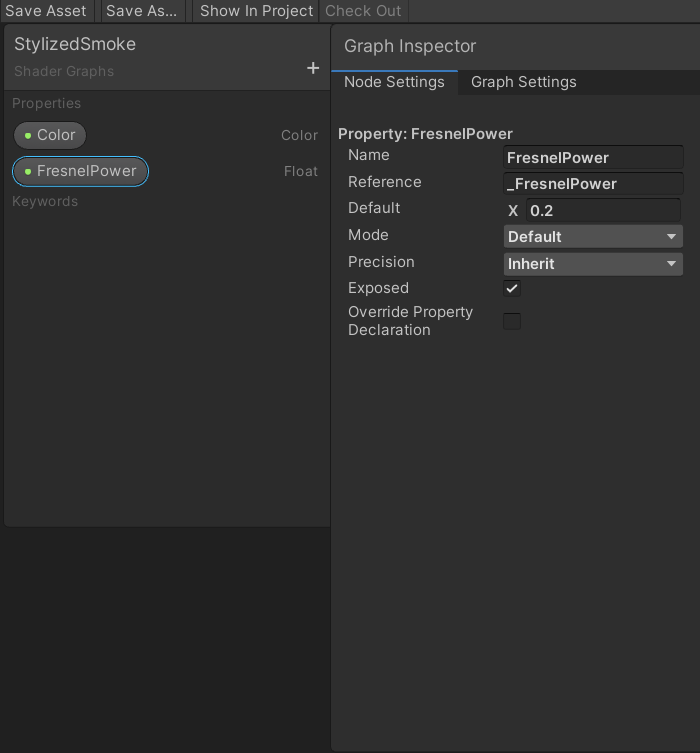 Save Asset Save As... Show In Project Check Out
StylizedSmoke
Shader Graphs +
Properties
Color Color
FresnelPower Float
Keywords
Graph Inspector
Node Settings Graph Settings
Property: FresnelPower
Name FresnelPower
Reference _FresnelPower
Default X 0.2
Mode Default
Precision Inherit
Exposed
Override Property
Declaration